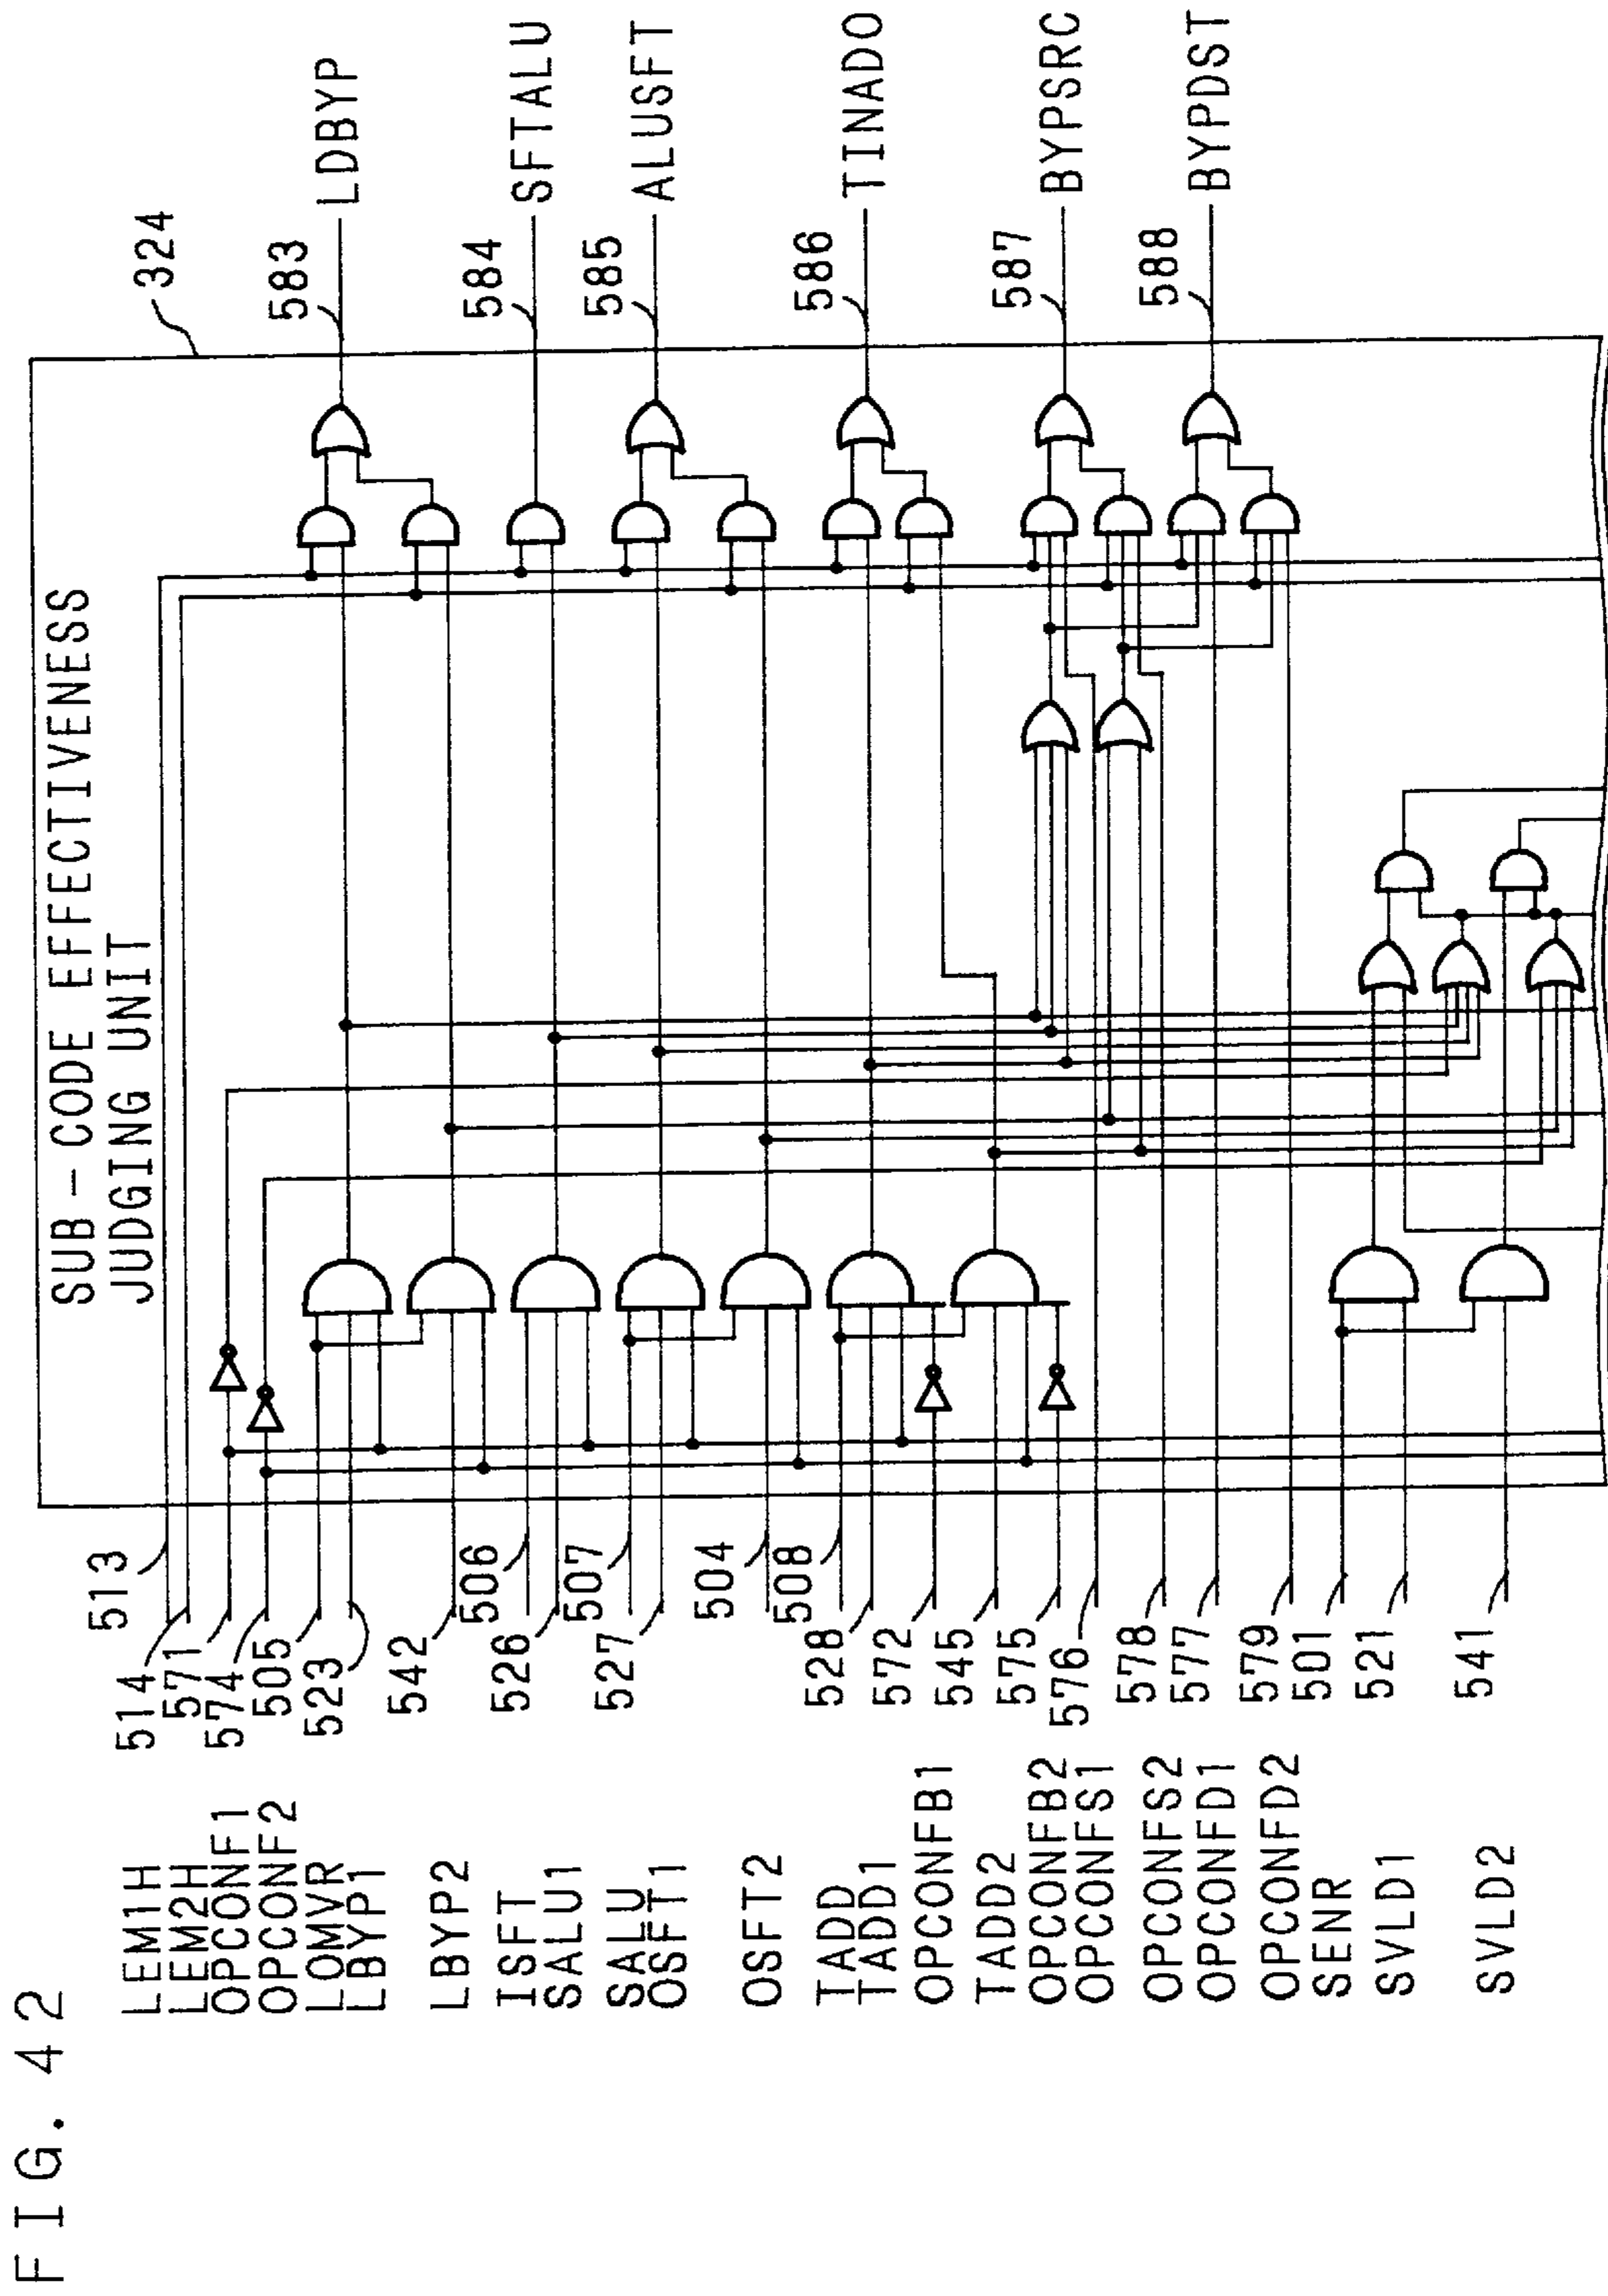 FIG. 42
LEM1H
LEM2H
OPCONF1
OPCONF2
LOMVR
LBYP1
LBYP2
ISFT
SALU1
SALU
OSFT1
OSFT2
TADD
TADD1
OPCONFB1
TADD2
OPCONFB2
OPCONFS1
OPCONFS2
OPCONFD1
OPCONFD2
SENR
SVLD1
SVLD2
513
514
571
574
505
523
542
506
526
507
527
504
508
528
572
545
575
576
578
577
579
501
521
541
SUB-CODE EFFECTIVENESS
JUDGING UNIT
324
583
584
585
586
587
588
LDBYP
SFTALU
ALUSFT
TINADO
BYPSRC
BYPDST